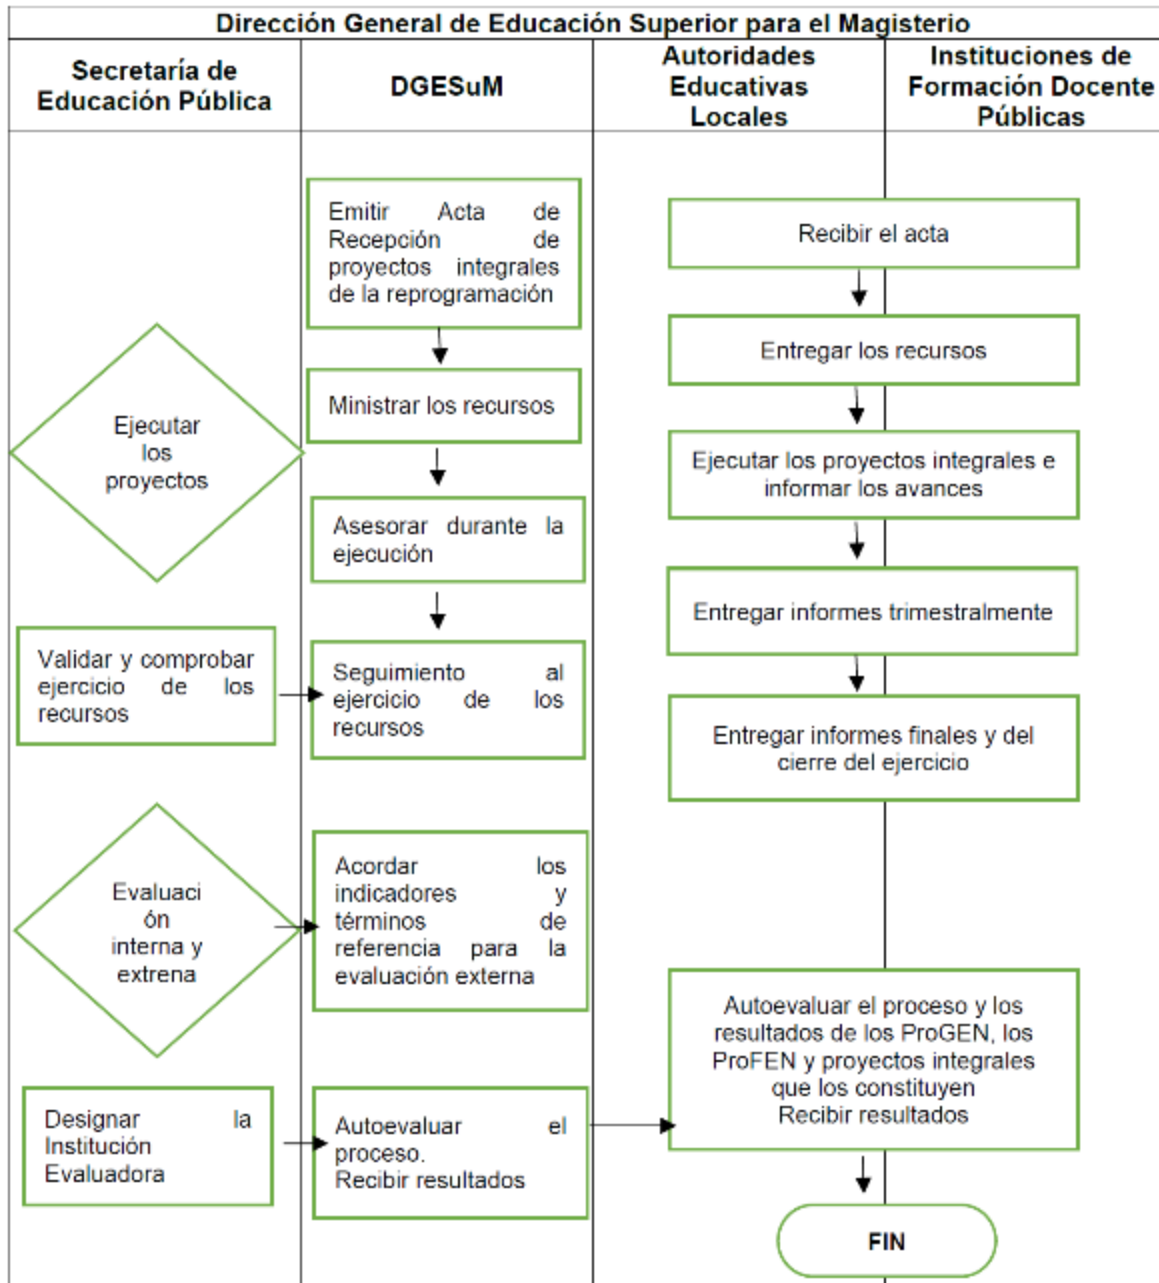 Dirección General de Educación Superior para el Magisterio
Secretaría de
Educación Pública
DGESuM
Autoridades
Educativas
Locales
Instituciones de
Formación Docente
Públicas
Emitir Acta de
Recepción de
proyectos integrales
de la reprogramación
Recibir el acta
Ejecutar
los
proyectos
Ministrar los recursos
Entregar los recursos
Asesorar durante la
ejecución
Ejecutar los proyectos integrales e
informar los avances
Entregar informes trimestralmente
Validar y comprobar
ejercicio de los
recursos
Seguimiento al
ejercicio de los
recursos
Entregar informes finales y del
cierre del ejercicio
Evaluaci
ón
interna y
extrena
Acordar los
indicadores y
términos de
referencia para la
evaluación externa
Designar la
Institución
Evaluadora
Autoevaluar el
proceso.
Recibir resultados
Autoevaluar el proceso y los
resultados de los ProGEN, los
ProFEN y proyectos integrales
que los constituyen
Recibir resultados
FIN